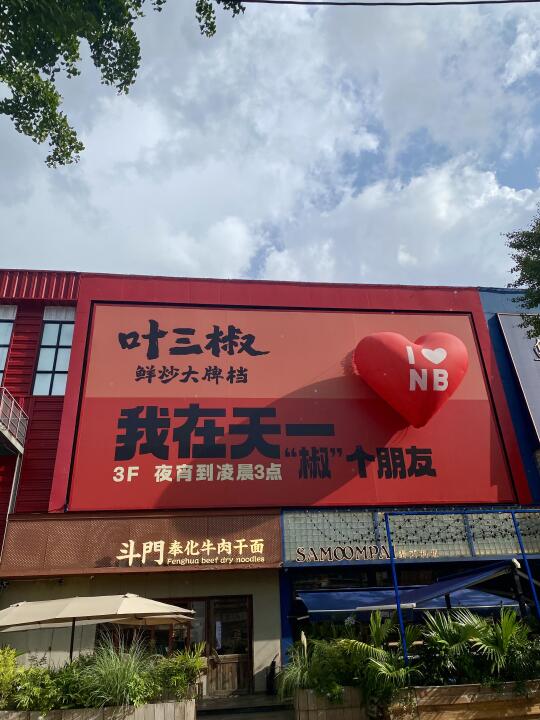 叶三椒
鲜炒大牌档
I
NB
我在天一
“椒”个朋友
3F 夜宵到凌晨3点
斗門 奉化牛肉干面
Fenghua beef dry noodles
SAMOOMPA